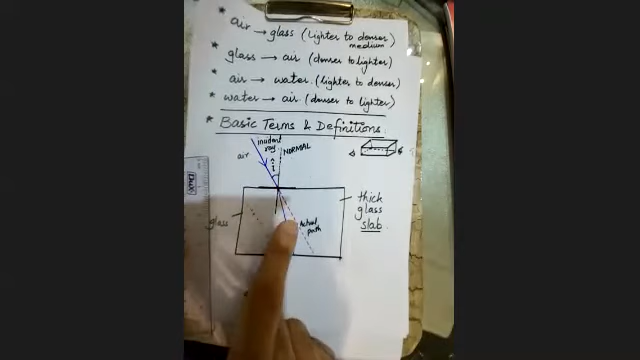 * air → glass (lighter to denser medium)
* glass → air (denser to lighter)
* air → water (lighter to denser)
* water → air (denser to lighter)
* Basic Terms & Definitions
incident ray
NORMAL
air
î
thick glass slab
glass
Actual path